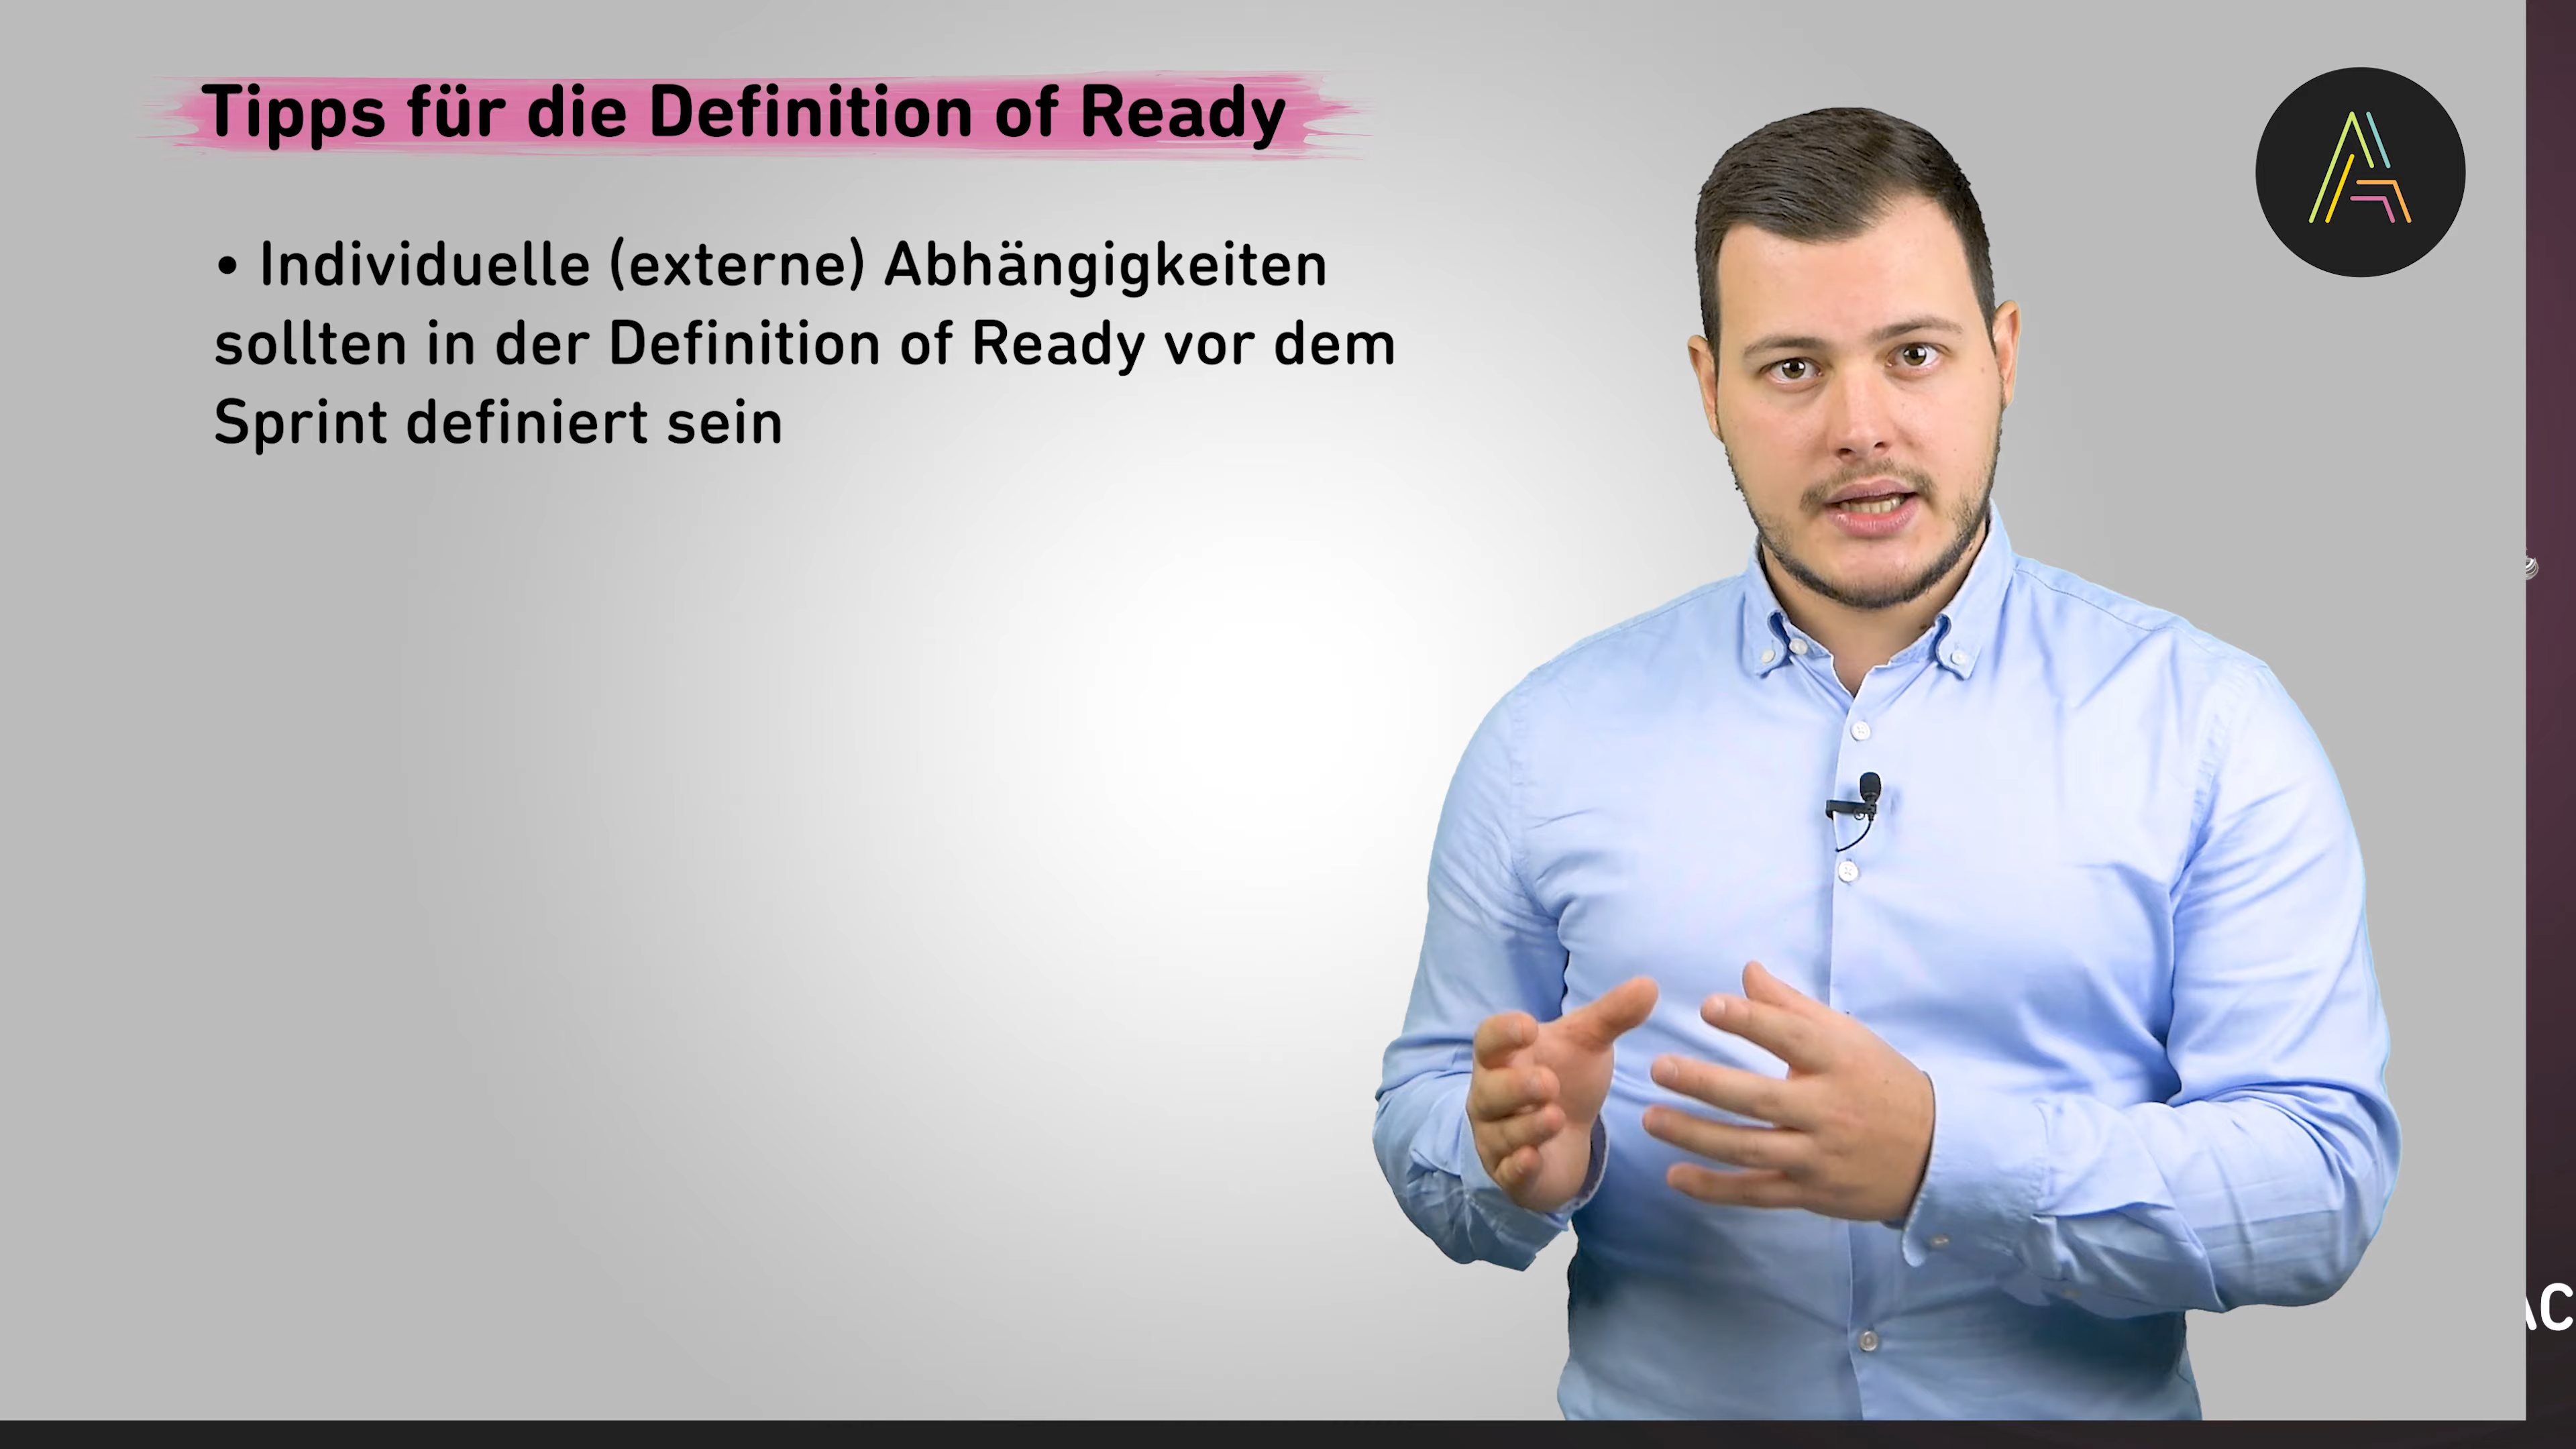 Tipps für die Definition of Ready
• Individuelle (externe) Abhängigkeiten
sollten in der Definition of Ready vor dem
Sprint definiert sein
AC